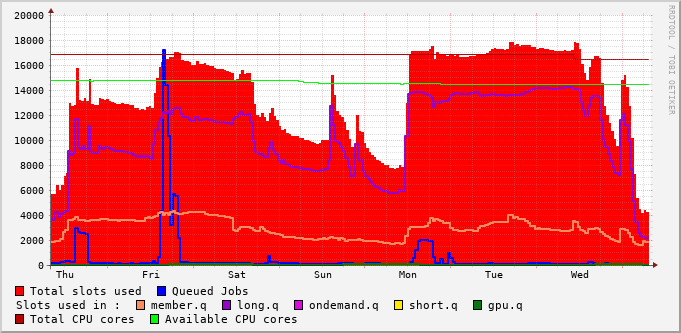 20000
18000
16000
14000
12000
10000
8000
6000
4000
2000
0
Thu Fri Sat Sun Mon Tue Wed
RRDTOOL / TOBI OETIKER
Total slots used Queued Jobs
Slots used in : member.q long.q ondemand.q short.q gpu.q
Total CPU cores Available CPU cores